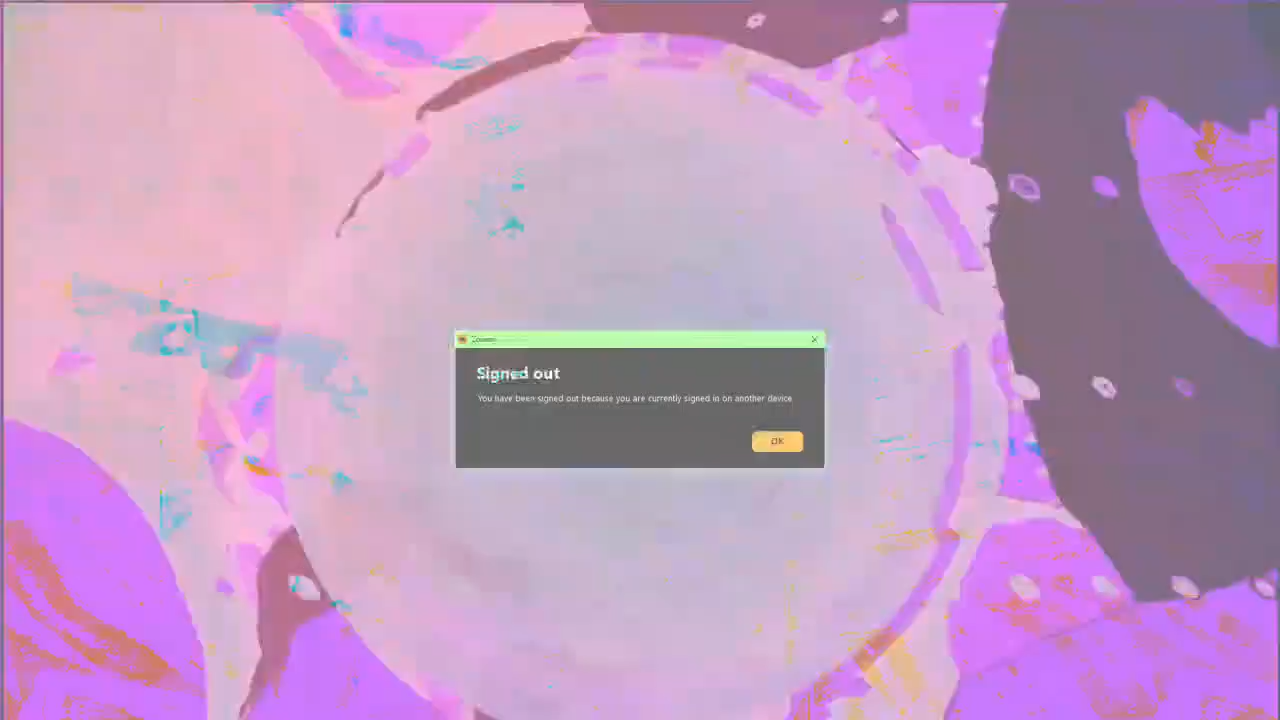 Signed out
You have been signed out because you are currently signed in on another device.
OK